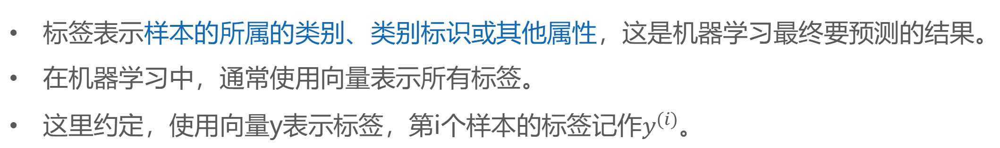 • 标签表示样本的所属的类别、类别标识或其他属性，这是机器学习最终要预测的结果。
• 在机器学习中，通常使用向量表示所有标签。
• 这里约定，使用向量y表示标签，第i个样本的标签记作$y^{(i)}$。